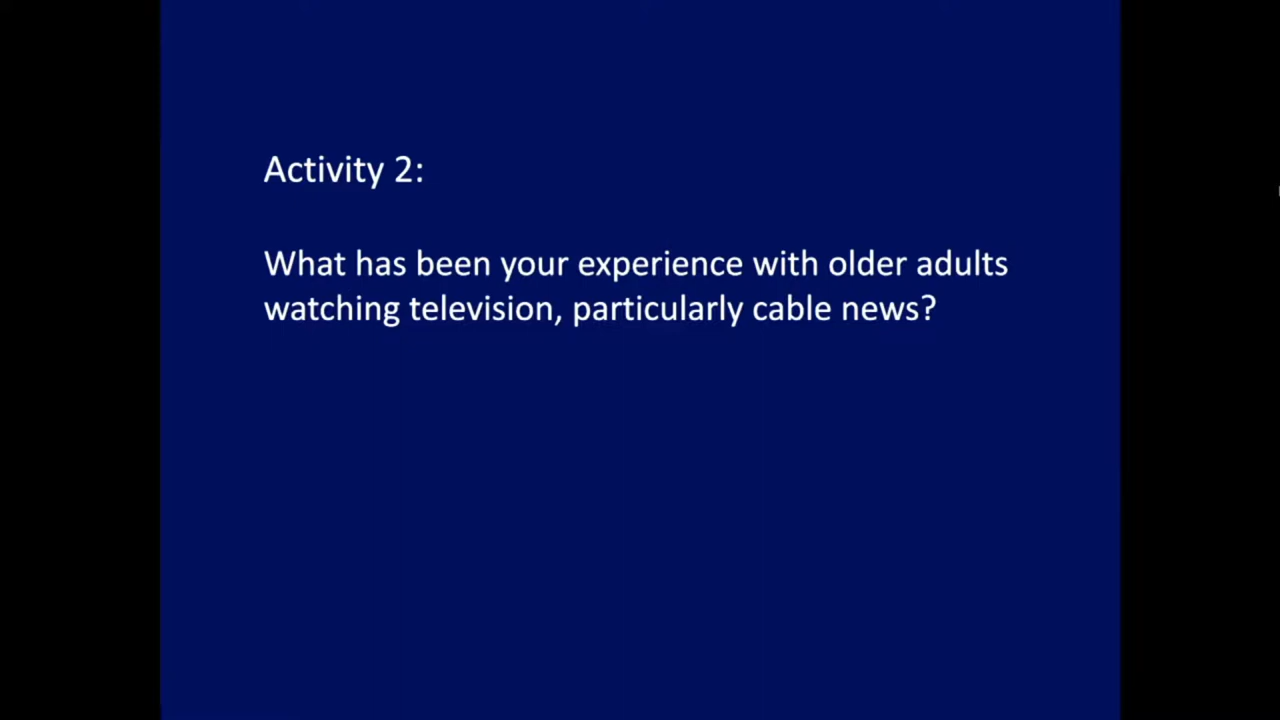 Activity 2:
What has been your experience with older adults
watching television, particularly cable news?